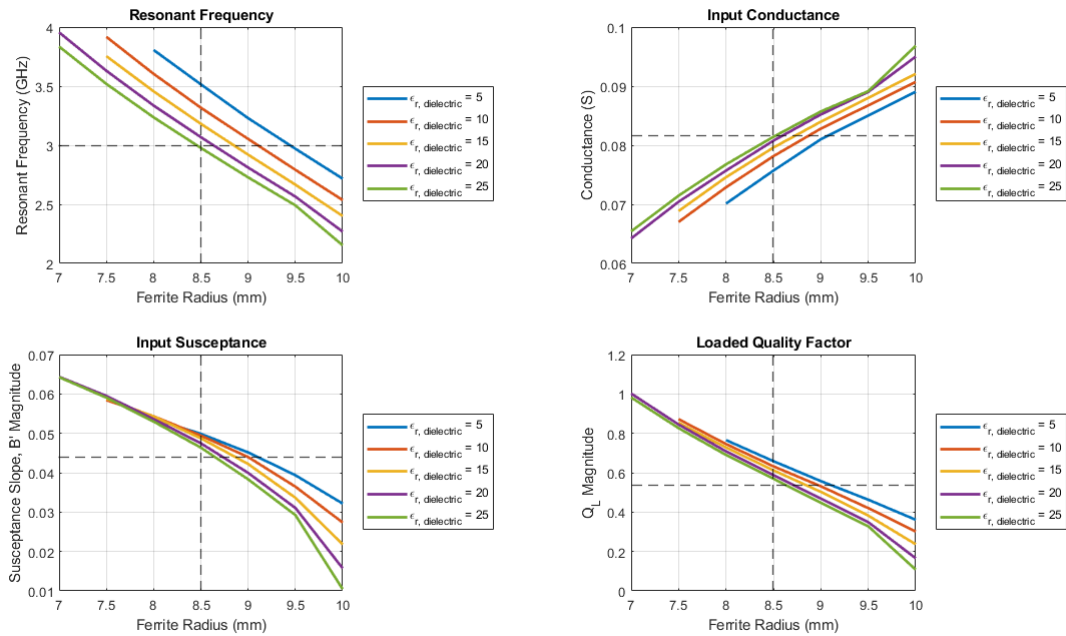 Resonant Frequency
Resonant Frequency (GHz)
4
3.5
3
2.5
2
7 7.5 8 8.5 9 9.5 10
Ferrite Radius (mm)
ϵr, dielectric = 5
ϵr, dielectric = 10
ϵr, dielectric = 15
ϵr, dielectric = 20
ϵr, dielectric = 25
Input Conductance
Conductance (S)
0.1
0.09
0.08
0.07
0.06
7 7.5 8 8.5 9 9.5 10
Ferrite Radius (mm)
ϵr, dielectric = 5
ϵr, dielectric = 10
ϵr, dielectric = 15
ϵr, dielectric = 20
ϵr, dielectric = 25
Input Susceptance
Susceptance Slope, B' Magnitude
0.07
0.06
0.05
0.04
0.03
0.02
0.01
7 7.5 8 8.5 9 9.5 10
Ferrite Radius (mm)
ϵr, dielectric = 5
ϵr, dielectric = 10
ϵr, dielectric = 15
ϵr, dielectric = 20
ϵr, dielectric = 25
Loaded Quality Factor
QL Magnitude
1.2
1
0.8
0.6
0.4
0.2
0
7 7.5 8 8.5 9 9.5 10
Ferrite Radius (mm)
ϵr, dielectric = 5
ϵr, dielectric = 10
ϵr, dielectric = 15
ϵr, dielectric = 20
ϵr, dielectric = 25